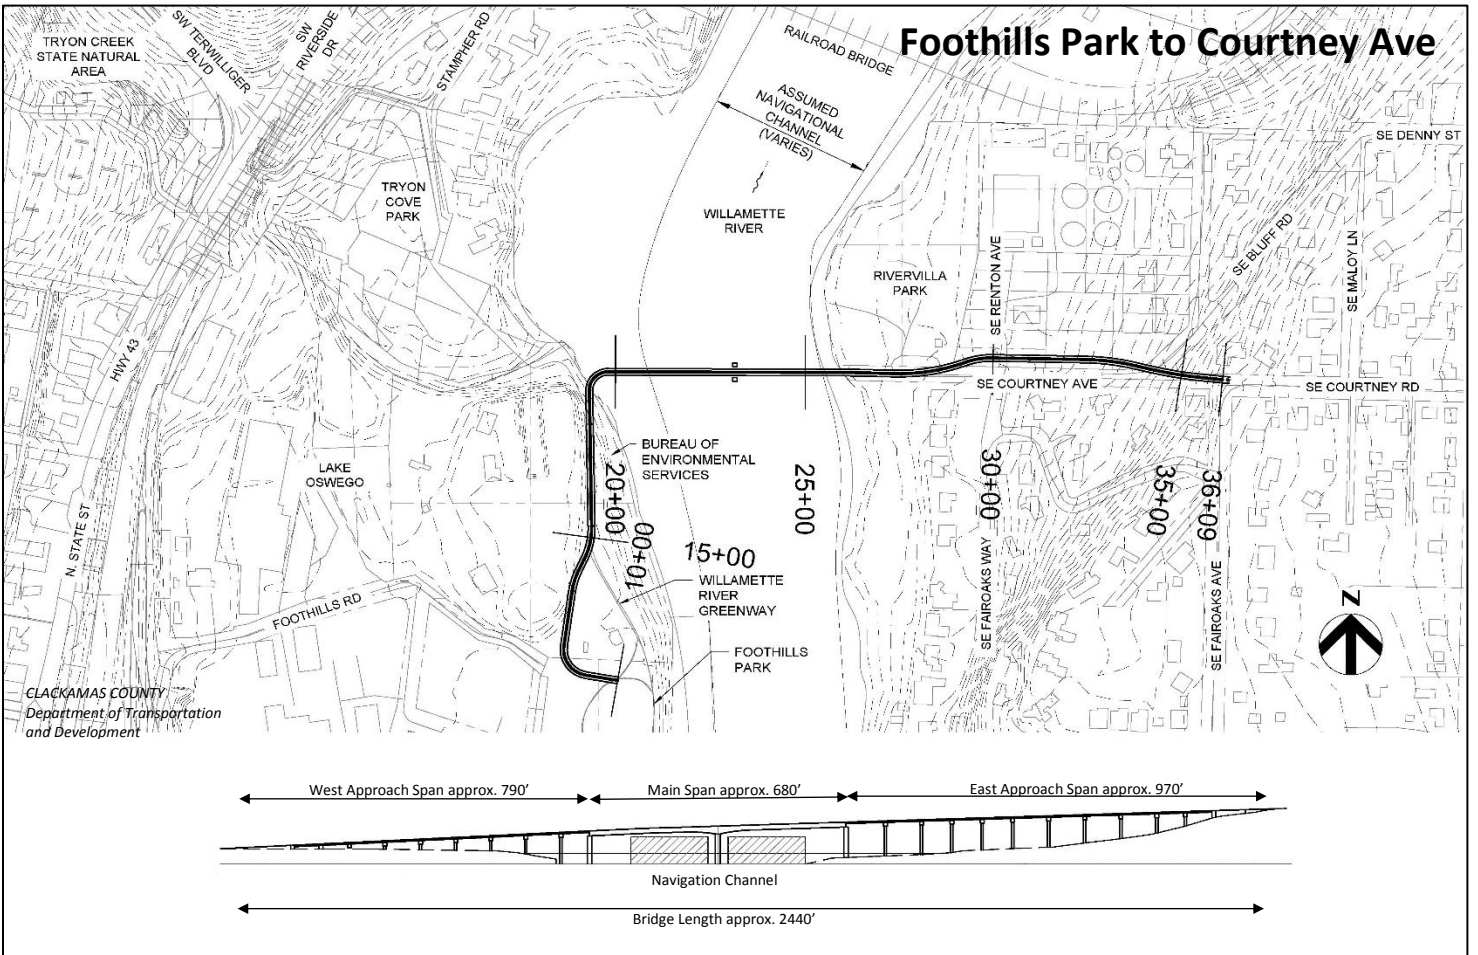 Foothills Park to Courtney Ave
TRYON CREEK
STATE NATURAL
AREA
SW TERWILLIGER
BLVD
SW
RIVERSIDE
DR
STAMPHER RD
RAILROAD BRIDGE
ASSUMED
NAVIGATIONAL
CHANNEL
(VARIES)
SE DENNY ST
TRYON
COVE
PARK
WILLAMETTE
RIVER
RIVERVILLA
PARK
SE RENTON AVE
SE BLUFF RD
SE MALOY LN
HWY 43
SE COURTNEY AVE
SE COURTNEY RD
BUREAU OF
ENVIRONMENTAL
SERVICES
LAKE
OSWEGO
20+00
25+00
30+00
35+00
36+09
10+00
15+00
N. STATE ST
WILLAMETTE
RIVER
GREENWAY
FOOTHILLS RD
SE FAIROAKS WAY
SE FAIROAKS AVE
N
FOOTHILLS
PARK
CLACKAMAS COUNTY
Department of Transportation
and Development
West Approach Span approx. 790’
Main Span approx. 680’
East Approach Span approx. 970’
Navigation Channel
Bridge Length approx. 2440’